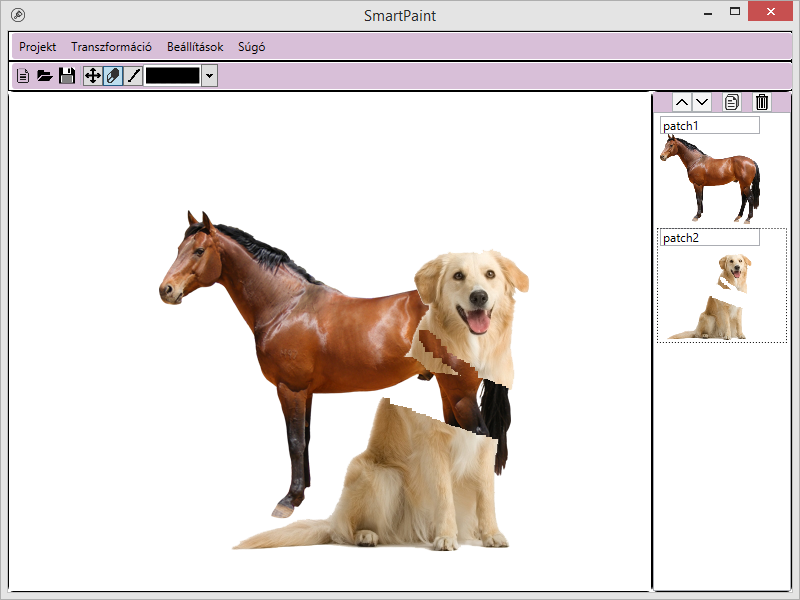 SmartPaint
Projekt Transzformáció Beállítások Súgó
patch1
patch2